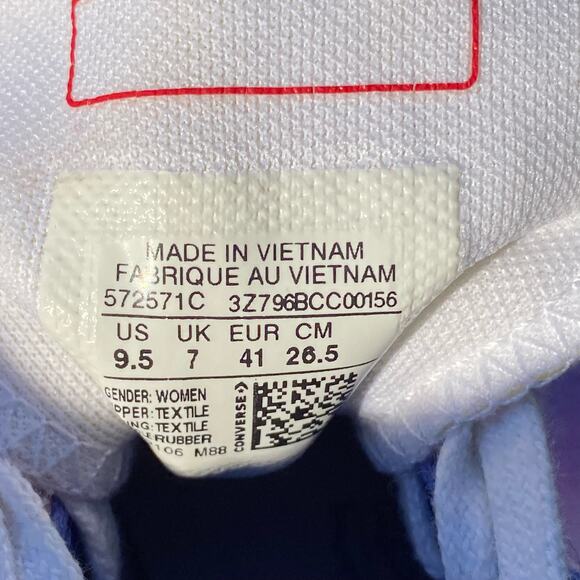 MADE IN VIETNAM
FABRIQUE AU VIETNAM
572571C 3Z796BCC00156
US UK EUR CM
9.5 7 41 26.5
GENDER: WOMEN
PPER: TEXTILE
NG: TEXTILE
E RUBBER
106 M88
CONVERSE